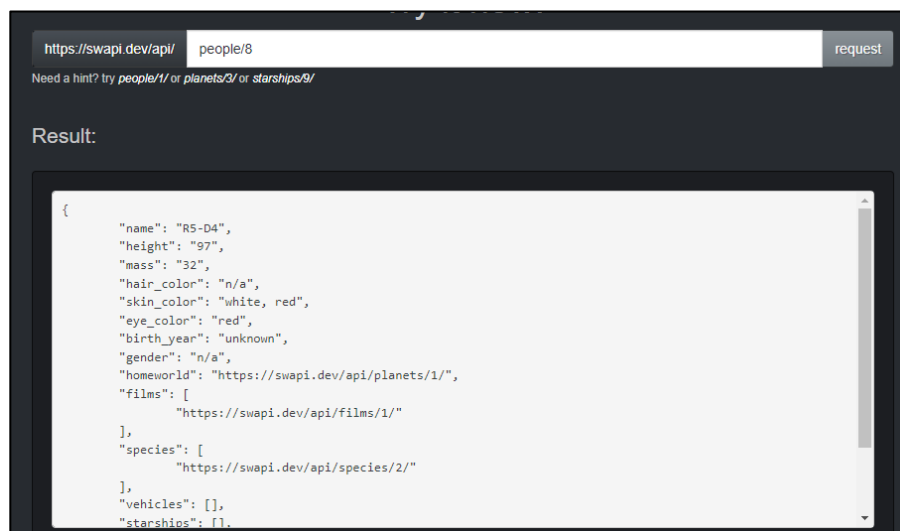 https://swapi.dev/api/ people/8 request
Need a hint? try people/1/ or planets/3/ or starships/9/
Result:
{
"name": "R5-D4",
"height": "97",
"mass": "32",
"hair_color": "n/a",
"skin_color": "white, red",
"eye_color": "red",
"birth_year": "unknown",
"gender": "n/a",
"homeworld": "https://swapi.dev/api/planets/1/",
"films": [
"https://swapi.dev/api/films/1/"
],
"species": [
"https://swapi.dev/api/species/2/"
],
"vehicles": [],
"starships": [],